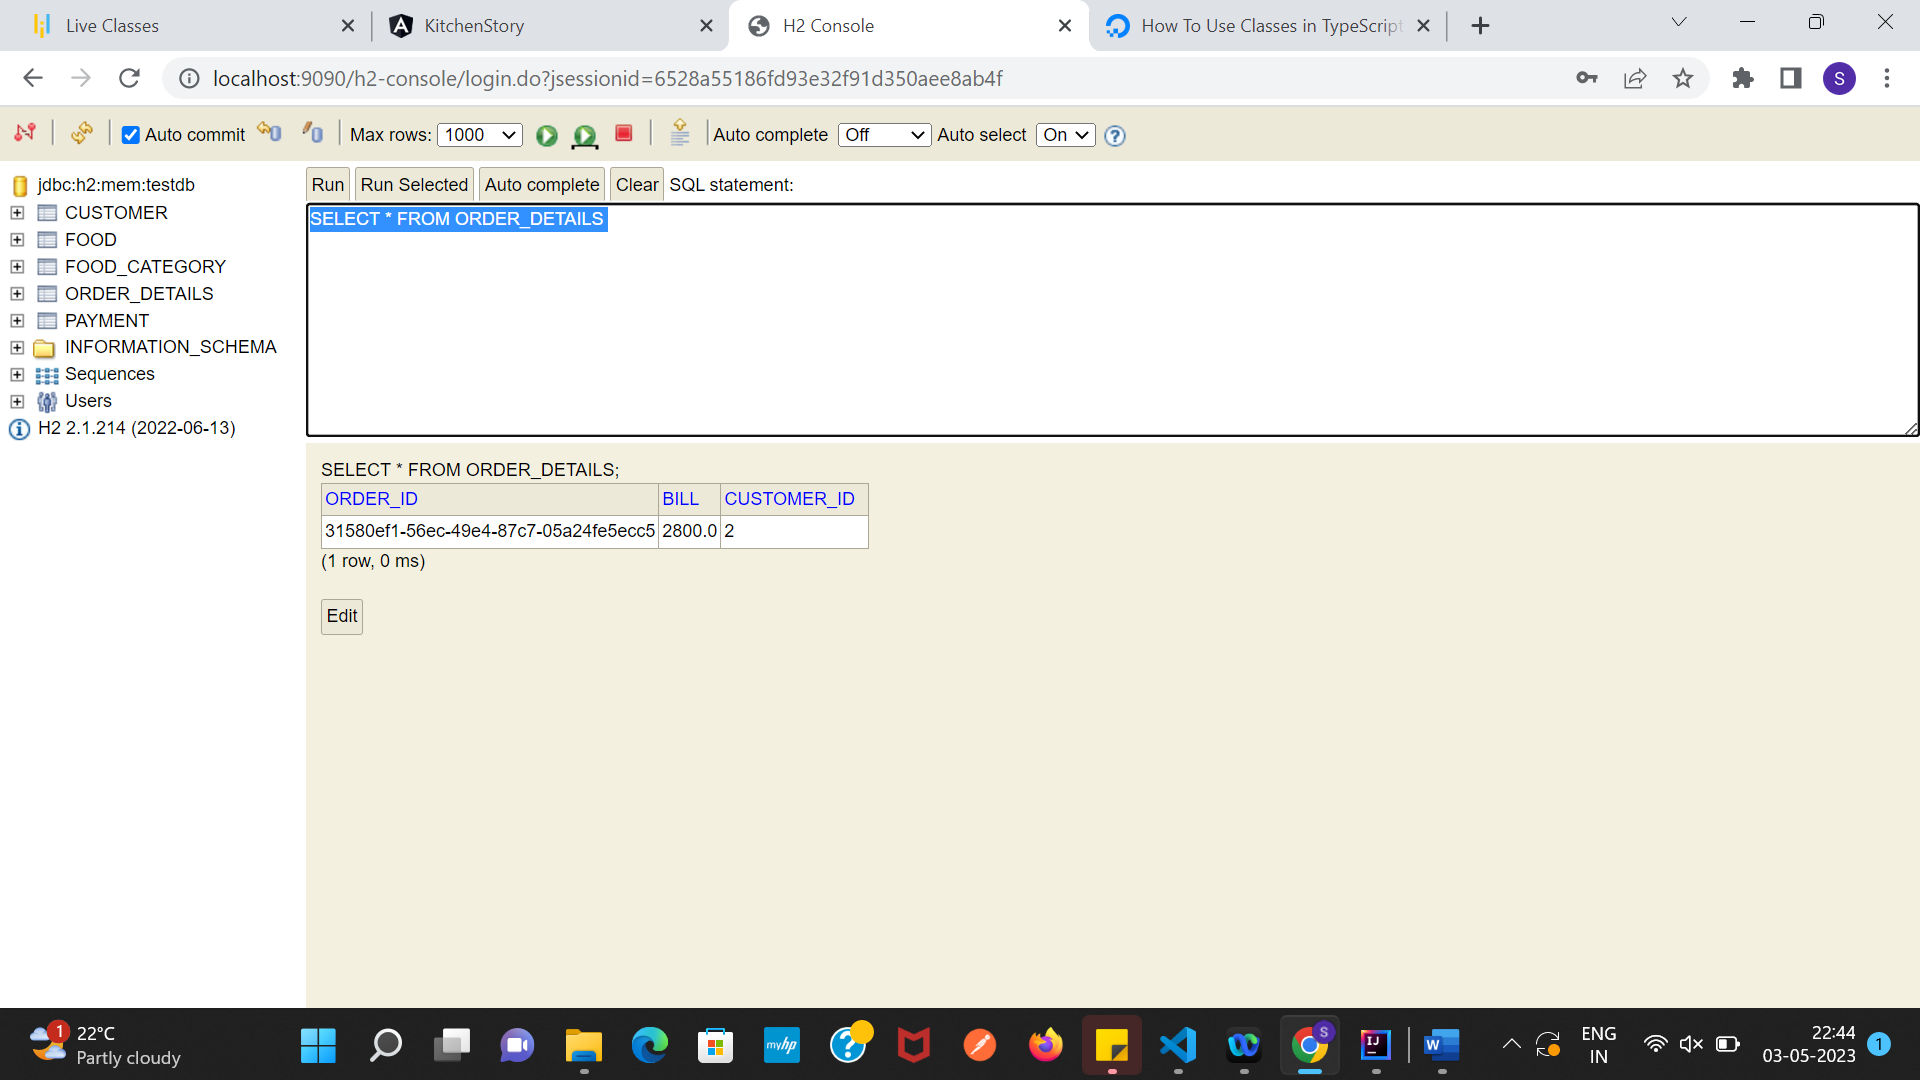 Live Classes
KitchenStory
H2 Console
How To Use Classes in TypeScript
localhost:9090/h2-console/login.do?jsessionid=6528a55186fd93e32f91d350aee8ab4f
S
Auto commit
Max rows: 1000
Auto complete Off
Auto select On
?
jdbc:h2:mem:testdb
CUSTOMER
FOOD
FOOD_CATEGORY
ORDER_DETAILS
PAYMENT
INFORMATION_SCHEMA
Sequences
Users
H2 2.1.214 (2022-06-13)
Run Run Selected Auto complete Clear SQL statement:
SELECT * FROM ORDER_DETAILS
SELECT * FROM ORDER_DETAILS;
ORDER_ID BILL CUSTOMER_ID
31580ef1-56ec-49e4-87c7-05a24fe5ecc5 2800.0 2
(1 row, 0 ms)
Edit
1
22°C
Partly cloudy
myhp
?
S
IJ
W
ENG
IN
22:44
03-05-2023
1